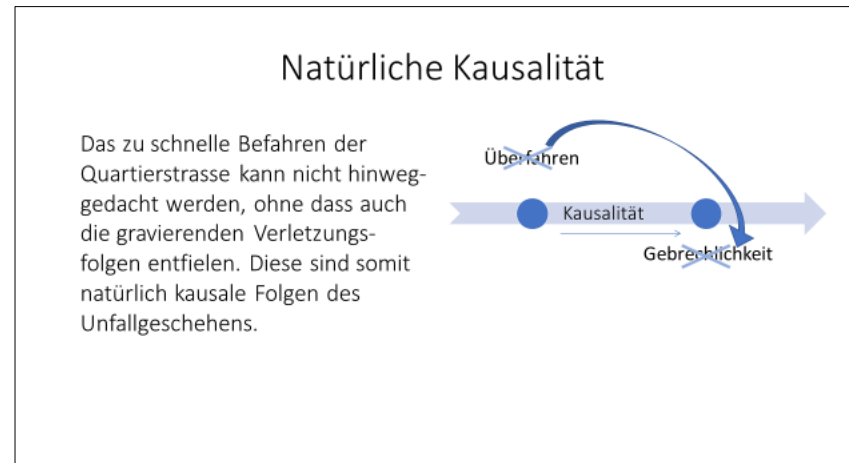 Natürliche Kausalität
Das zu schnelle Befahren der
Quartierstrasse kann nicht hinweg-
gedacht werden, ohne dass auch
die gravierenden Verletzungs-
folgen entfielen. Diese sind somit
natürlich kausale Folgen des
Unfallgeschehens.
Überfahren
Kausalität
Gebrechlichkeit